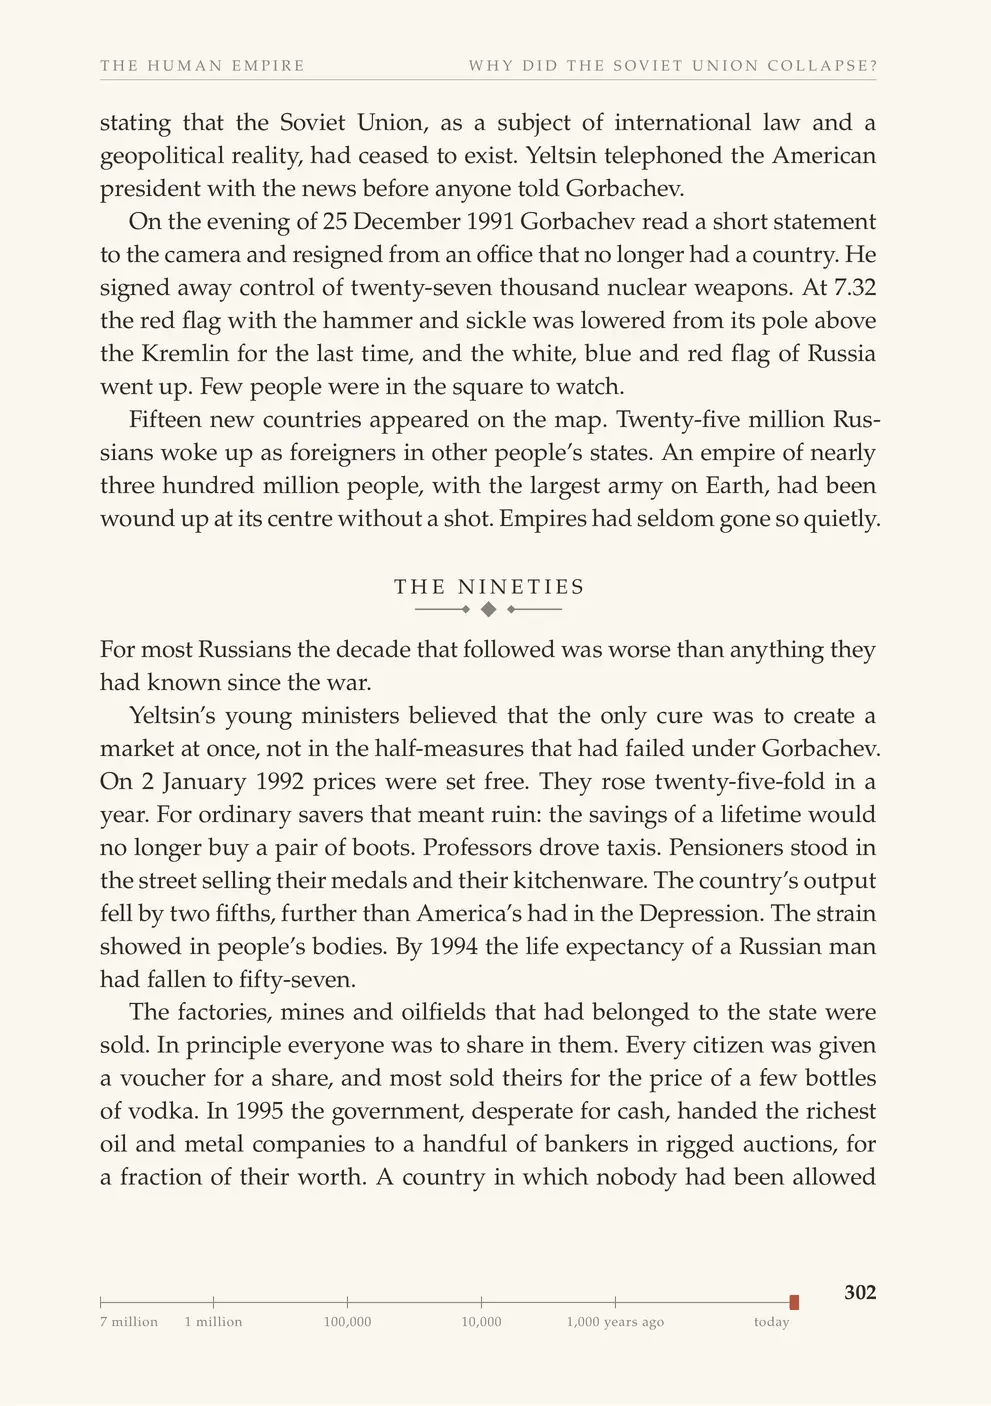 THE HUMAN EMPIRE
WHY DID THE SOVIET UNION COLLAPSE?
stating that the Soviet Union, as a subject of international law and a
geopolitical reality, had ceased to exist. Yeltsin telephoned the American
president with the news before anyone told Gorbachev.
On the evening of 25 December 1991 Gorbachev read a short statement
to the camera and resigned from an office that no longer had a country. He
signed away control of twenty-seven thousand nuclear weapons. At 7.32
the red flag with the hammer and sickle was lowered from its pole above
the Kremlin for the last time, and the white, blue and red flag of Russia
went up. Few people were in the square to watch.
Fifteen new countries appeared on the map. Twenty-five million Rus-
sians woke up as foreigners in other people’s states. An empire of nearly
three hundred million people, with the largest army on Earth, had been
wound up at its centre without a shot. Empires had seldom gone so quietly.
THE NINETIES
For most Russians the decade that followed was worse than anything they
had known since the war.
Yeltsin’s young ministers believed that the only cure was to create a
market at once, not in the half-measures that had failed under Gorbachev.
On 2 January 1992 prices were set free. They rose twenty-five-fold in a
year. For ordinary savers that meant ruin: the savings of a lifetime would
no longer buy a pair of boots. Professors drove taxis. Pensioners stood in
the street selling their medals and their kitchenware. The country’s output
fell by two fifths, further than America’s had in the Depression. The strain
showed in people’s bodies. By 1994 the life expectancy of a Russian man
had fallen to fifty-seven.
The factories, mines and oilfields that had belonged to the state were
sold. In principle everyone was to share in them. Every citizen was given
a voucher for a share, and most sold theirs for the price of a few bottles
of vodka. In 1995 the government, desperate for cash, handed the richest
oil and metal companies to a handful of bankers in rigged auctions, for
a fraction of their worth. A country in which nobody had been allowed
302
7 million
1 million
100,000
10,000
1,000 years ago
today